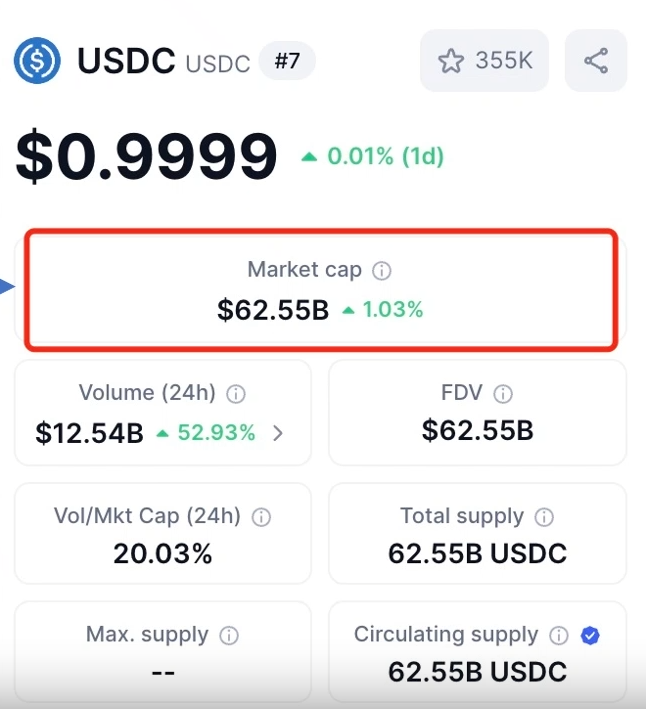 USDC USDC #7 355K
$0.9999 0.01% (1d)
Market cap
$62.55B 1.03%
Volume (24h)
$12.54B 52.93%
FDV
$62.55B
Vol/Mkt Cap (24h)
20.03%
Total supply
62.55B USDC
Max. supply
--
Circulating supply
62.55B USDC